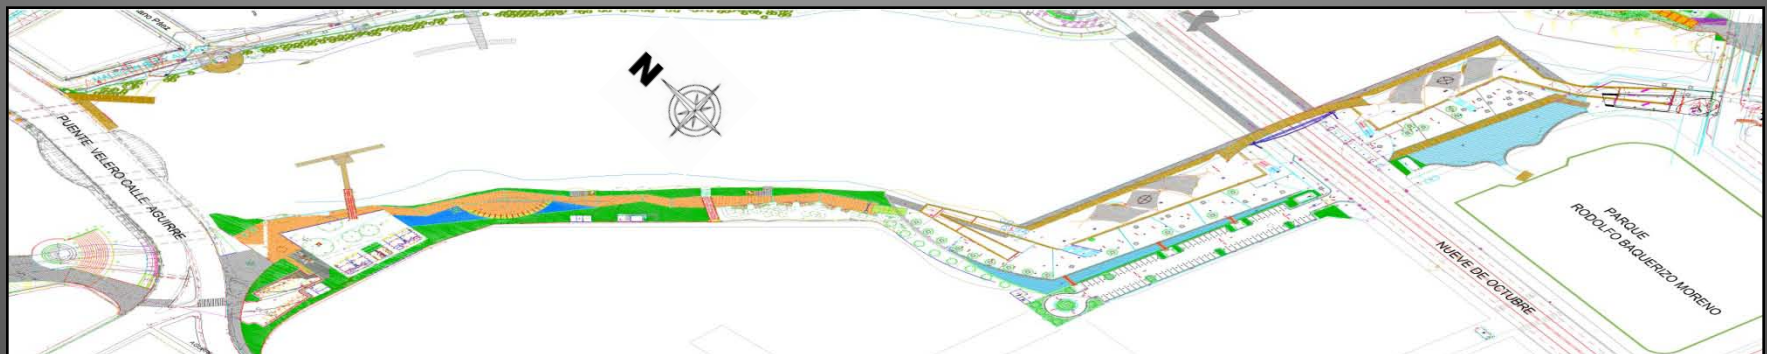 N
PUENTE VELERO CALLE AGUIRRE
NUEVE DE OCTUBRE
PARQUE
RODOLFO BAQUERIZO MORENO